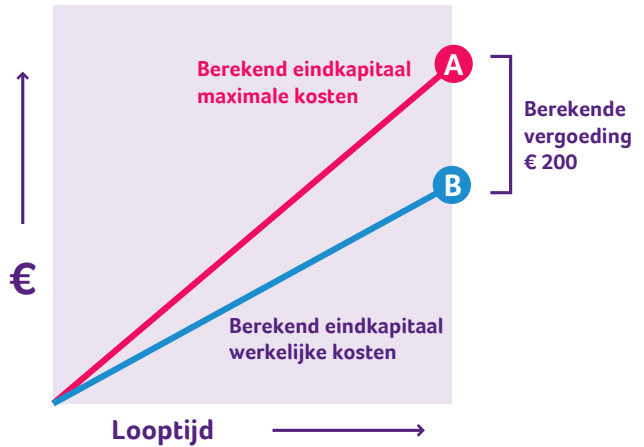 Berekend eindkapitaal
maximale kosten
A
Berekende
vergoeding
€ 200
B
€
Berekend eindkapitaal
werkelijke kosten
Looptijd